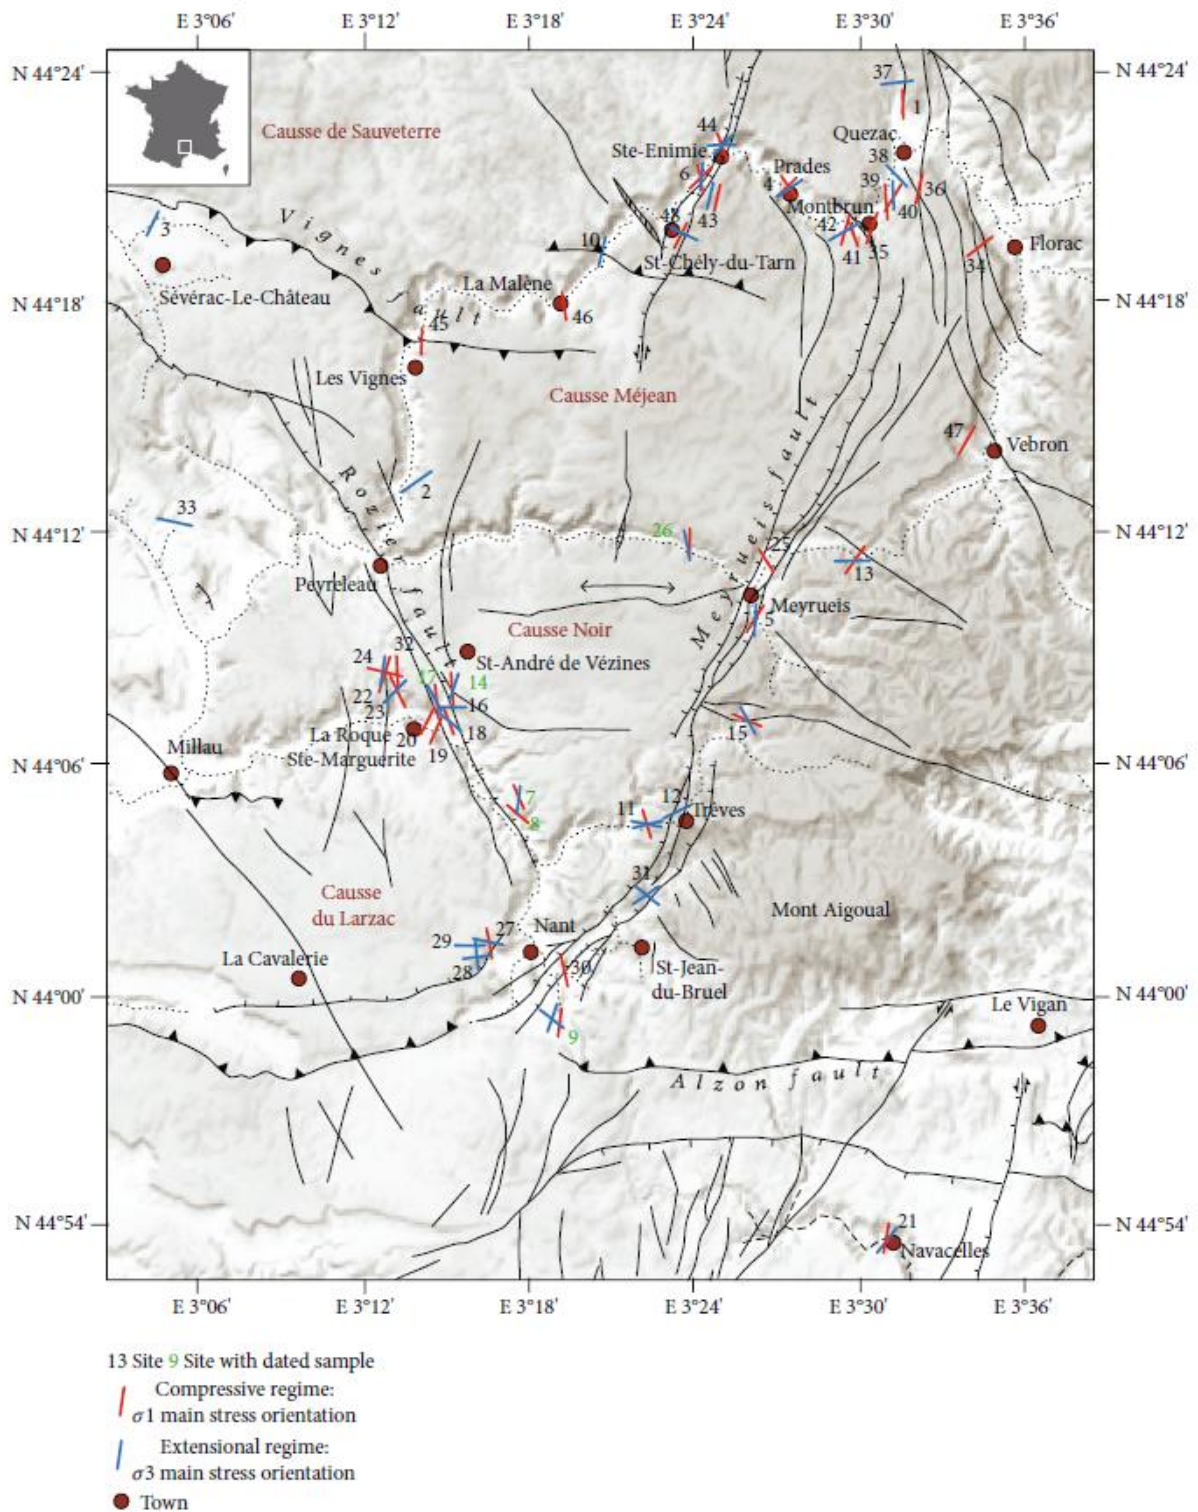 E 3°06′
E 3°12′
E 3°18′
E 3°24′
E 3°30′
E 3°36′
N 44°24′
N 44°24′
37
1
Causse de Sauveterre
44
Quezac
Ste-Enimie
38
6
Prades
4
39
36
43
Montbrun
40
3
Vignes fault
48
42
10
41
35
34
Florac
St-Chély-du-Tarn
Sévérac-Le-Château
La Malène
N 44°18′
N 44°18′
46
45
Les Vignes
Causse Méjean
47
Vebron
2
Rozier fault
Meyrueis fault
33
N 44°12′
N 44°12′
26
25
13
Peyreleau
Meyrueis
5
Causse Noir
32
24
St-André de Vézines
17
14
22
16
23
15
La Roque
20
18
Ste-Marguerite
19
Millau
N 44°06′
N 44°06′
7
12
11
Trèves
8
31
Causse
du Larzac
Mont Aigoual
27
Nant
29
La Cavalerie
28
30
St-Jean-
du-Bruel
N 44°00′
N 44°00′
Le Vigan
9
Alzon fault
N 44°54′
N 44°54′
21
Navacelles
E 3°06′
E 3°12′
E 3°18′
E 3°24′
E 3°30′
E 3°36′
13 Site 9 Site with dated sample
Compressive regime:
σ1 main stress orientation
Extensional regime:
σ3 main stress orientation
Town